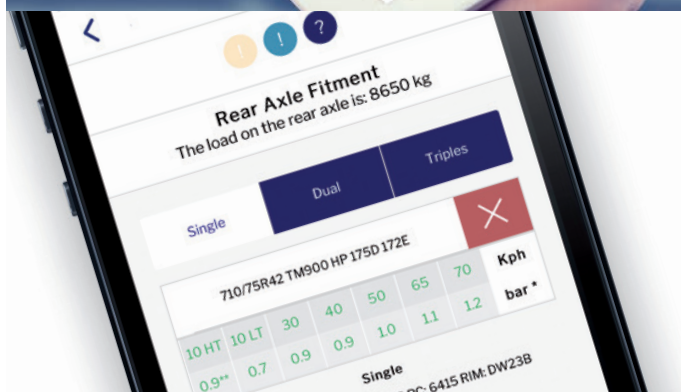 ! ! ?
Rear Axle Fitment
The load on the rear axle is: 8650 kg
Single Dual Triples
710/75R42 TM900 HP 175D 172E
10 HT 10 LT 30 40 50 65 70 Kph
0.9** 0.7 0.9 0.9 1.0 1.1 1.2 bar *
Single
RC: 6415 RIM: DW23B